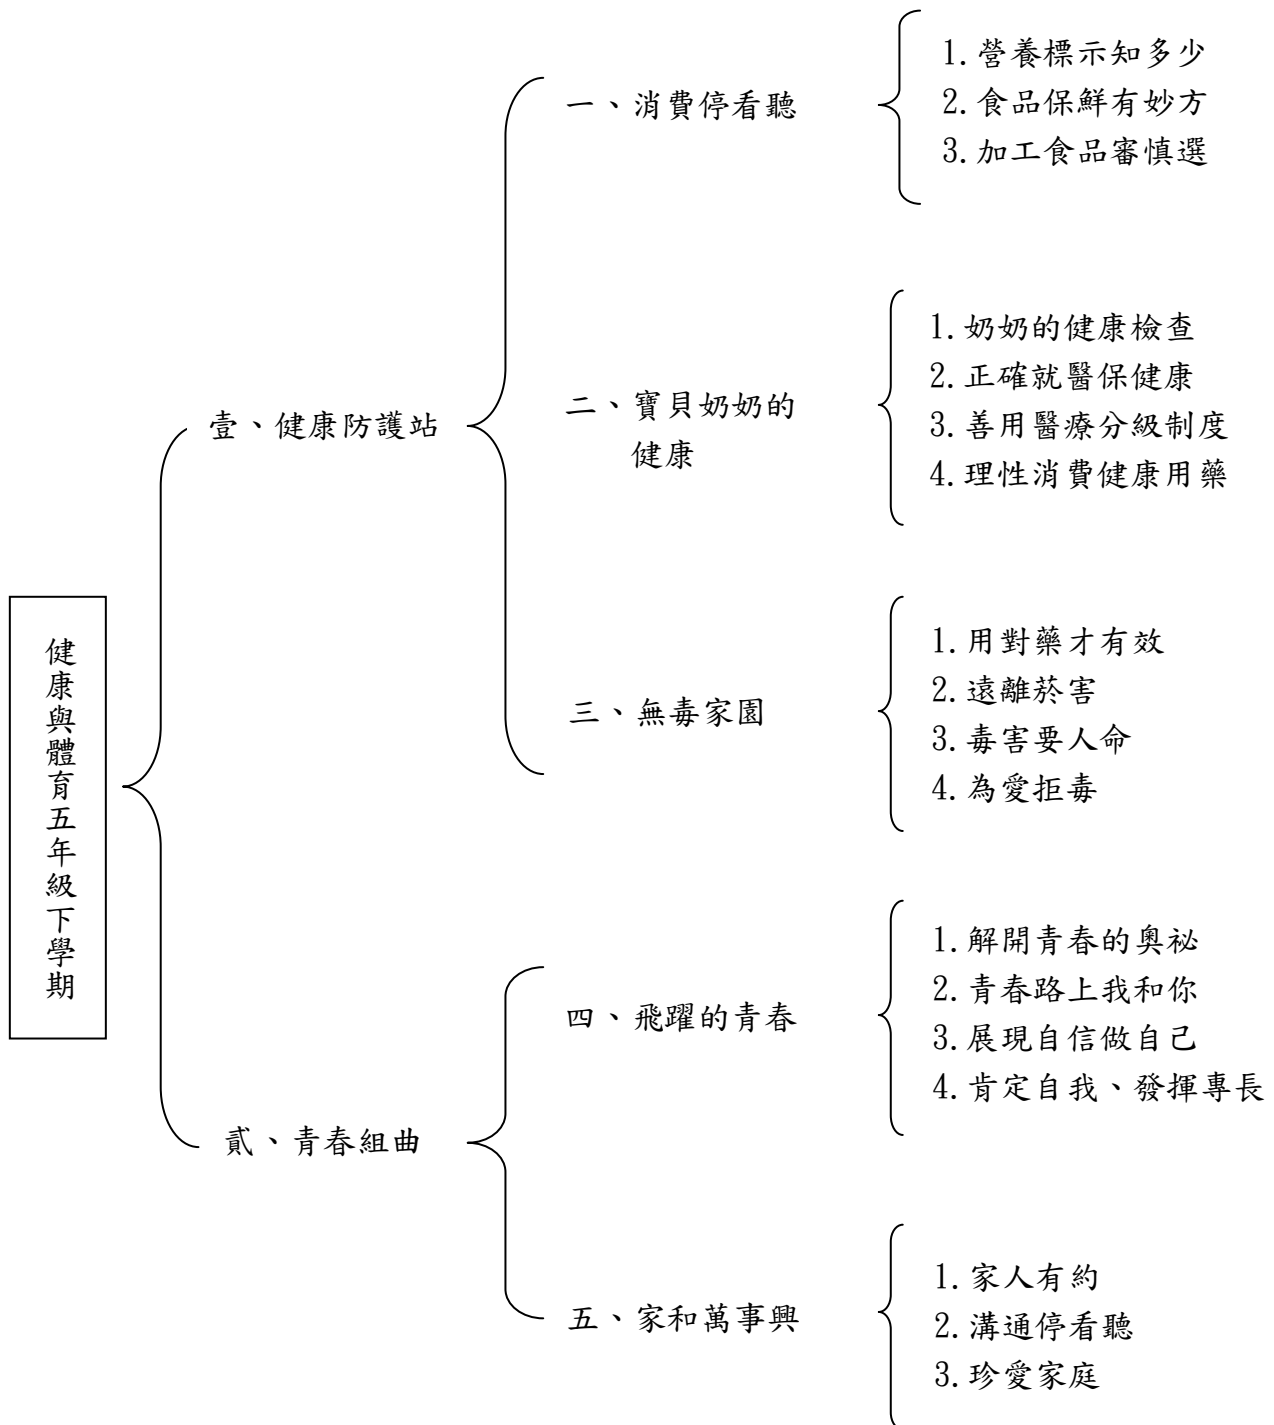 健康與體育五年級下學期
壹、健康防護站
一、消費停看聽
1.營養標示知多少
2.食品保鮮有妙方
3.加工食品審慎選
二、寶貝奶奶的
健康
1.奶奶的健康檢查
2.正確就醫保健康
3.善用醫療分級制度
4.理性消費健康用藥
三、無毒家園
1.用對藥才有效
2.遠離菸害
3.毒害要人命
4.為愛拒毒
貳、青春組曲
四、飛躍的青春
1.解開青春的奧祕
2.青春路上我和你
3.展現自信做自己
4.肯定自我、發揮專長
五、家和萬事興
1.家人有約
2.溝通停看聽
3.珍愛家庭